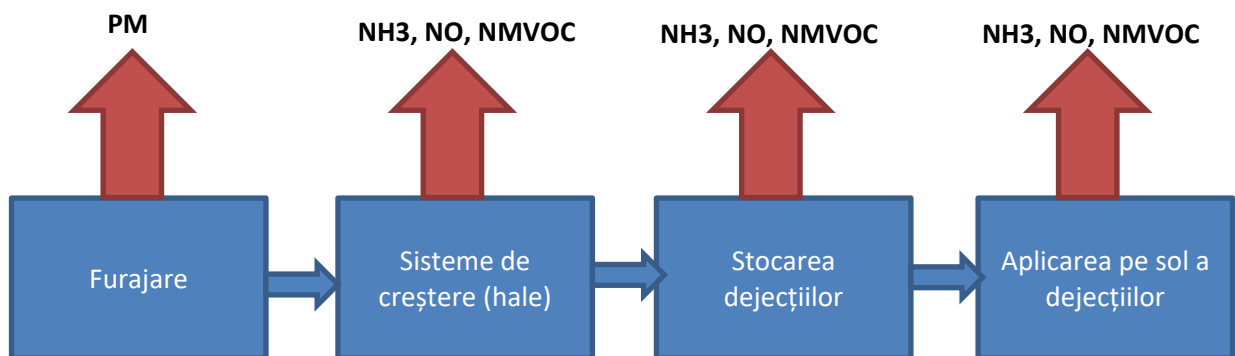 PM
NH3, NO, NMVOC
NH3, NO, NMVOC
NH3, NO, NMVOC
Furajare
Sisteme de
creștere (hale)
Stocarea
dejecțiilor
Aplicarea pe sol a
dejecțiilor